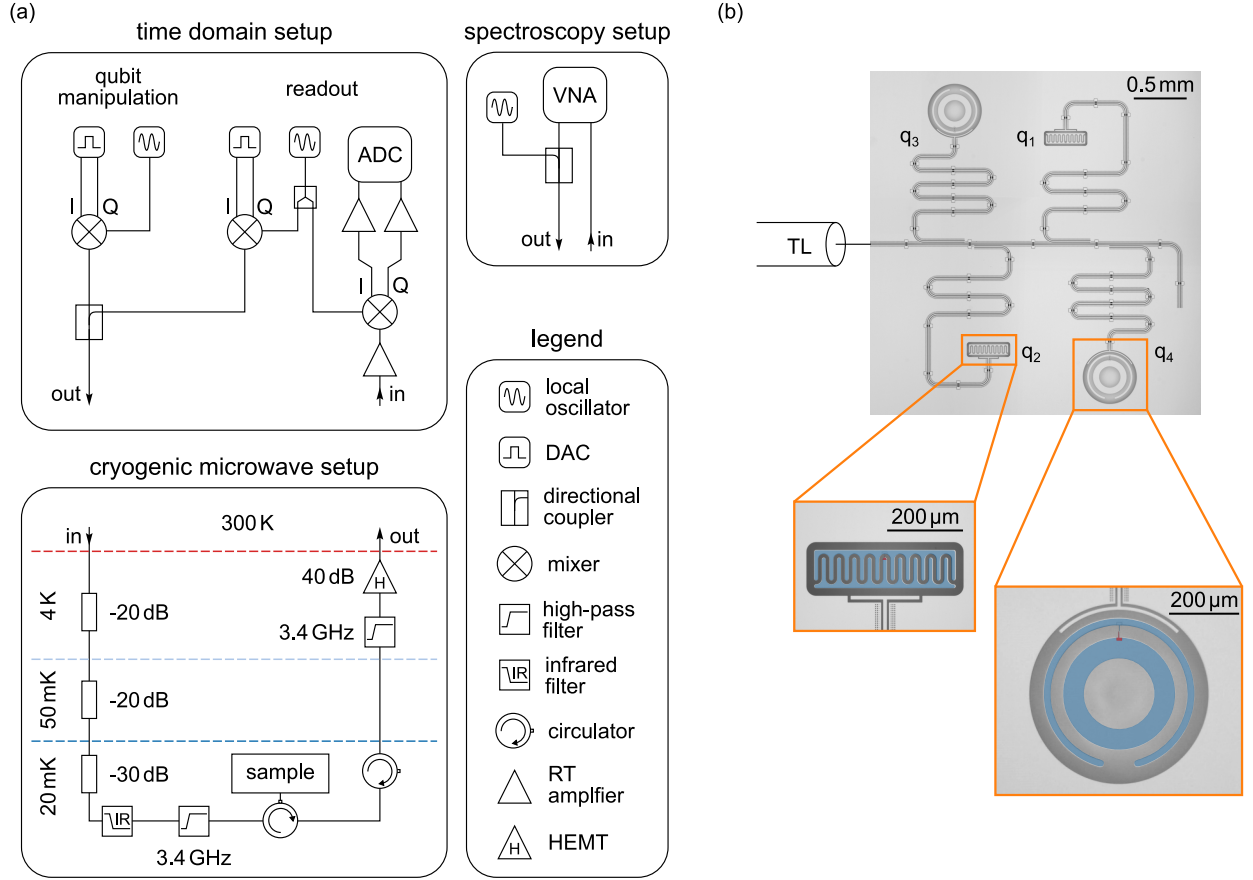 (a)
time domain setup
qubit
manipulation
readout
ADC
I
Q
I
Q
I
Q
out
in
spectroscopy setup
VNA
out
in
cryogenic microwave setup
in
300 K
out
4 K
-20 dB
40 dB
H
3.4 GHz
50 mK
-20 dB
20 mK
-30 dB
IR
3.4 GHz
sample
legend
local
oscillator
DAC
directional
coupler
mixer
high-pass
filter
IR
infrared
filter
circulator
RT
amplfier
H
HEMT
(b)
0.5 mm
q3
q1
TL
q2
q4
200 µm
200 µm